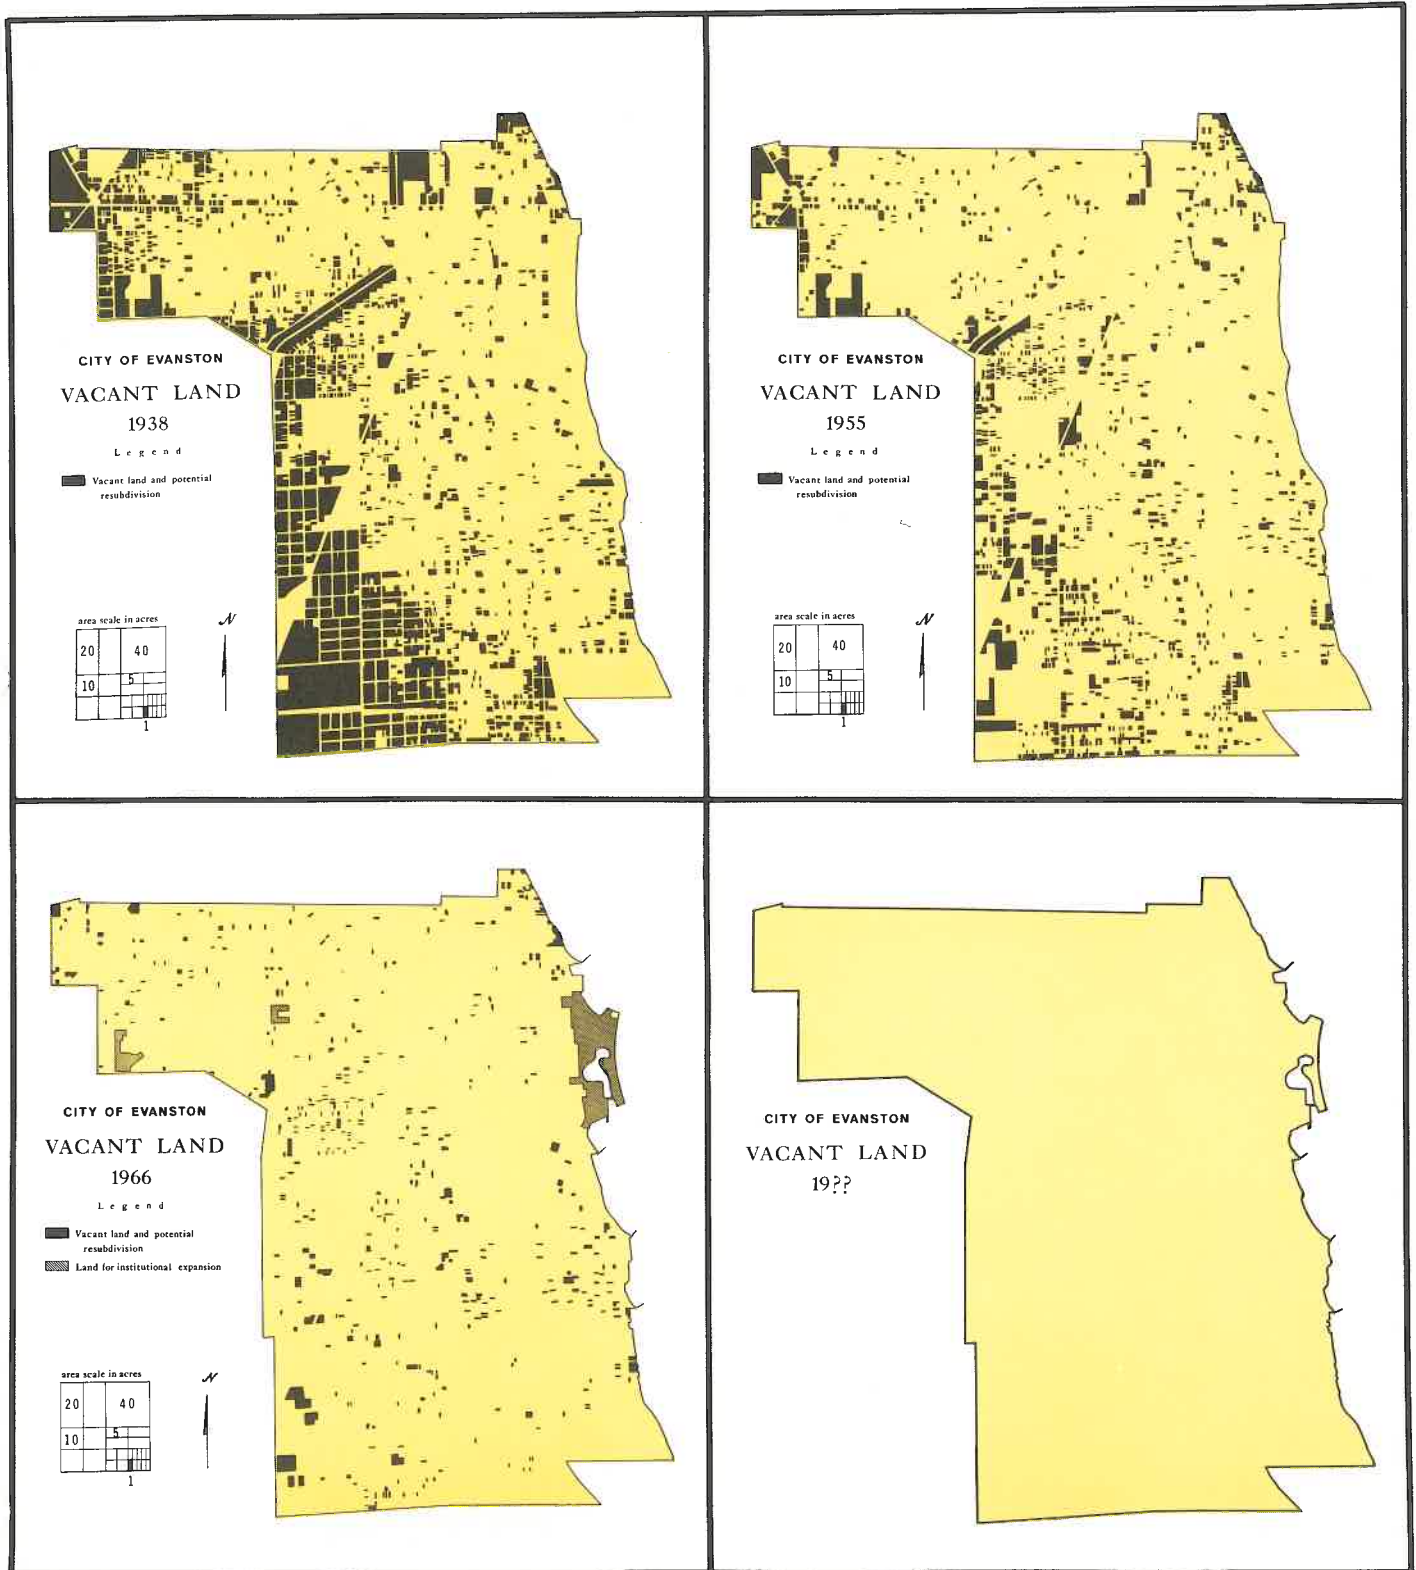 CITY OF EVANSTON
VACANT LAND
1938
Legend
Vacant land and potential
resubdivision
area scale in acres
N
20
40
10
5
1
CITY OF EVANSTON
VACANT LAND
1955
Legend
Vacant land and potential
resubdivision
area scale in acres
N
20
40
10
5
1
CITY OF EVANSTON
VACANT LAND
1966
Legend
Vacant land and potential
resubdivision
Land for institutional expansion
area scale in acres
N
20
40
10
5
1
CITY OF EVANSTON
VACANT LAND
19??